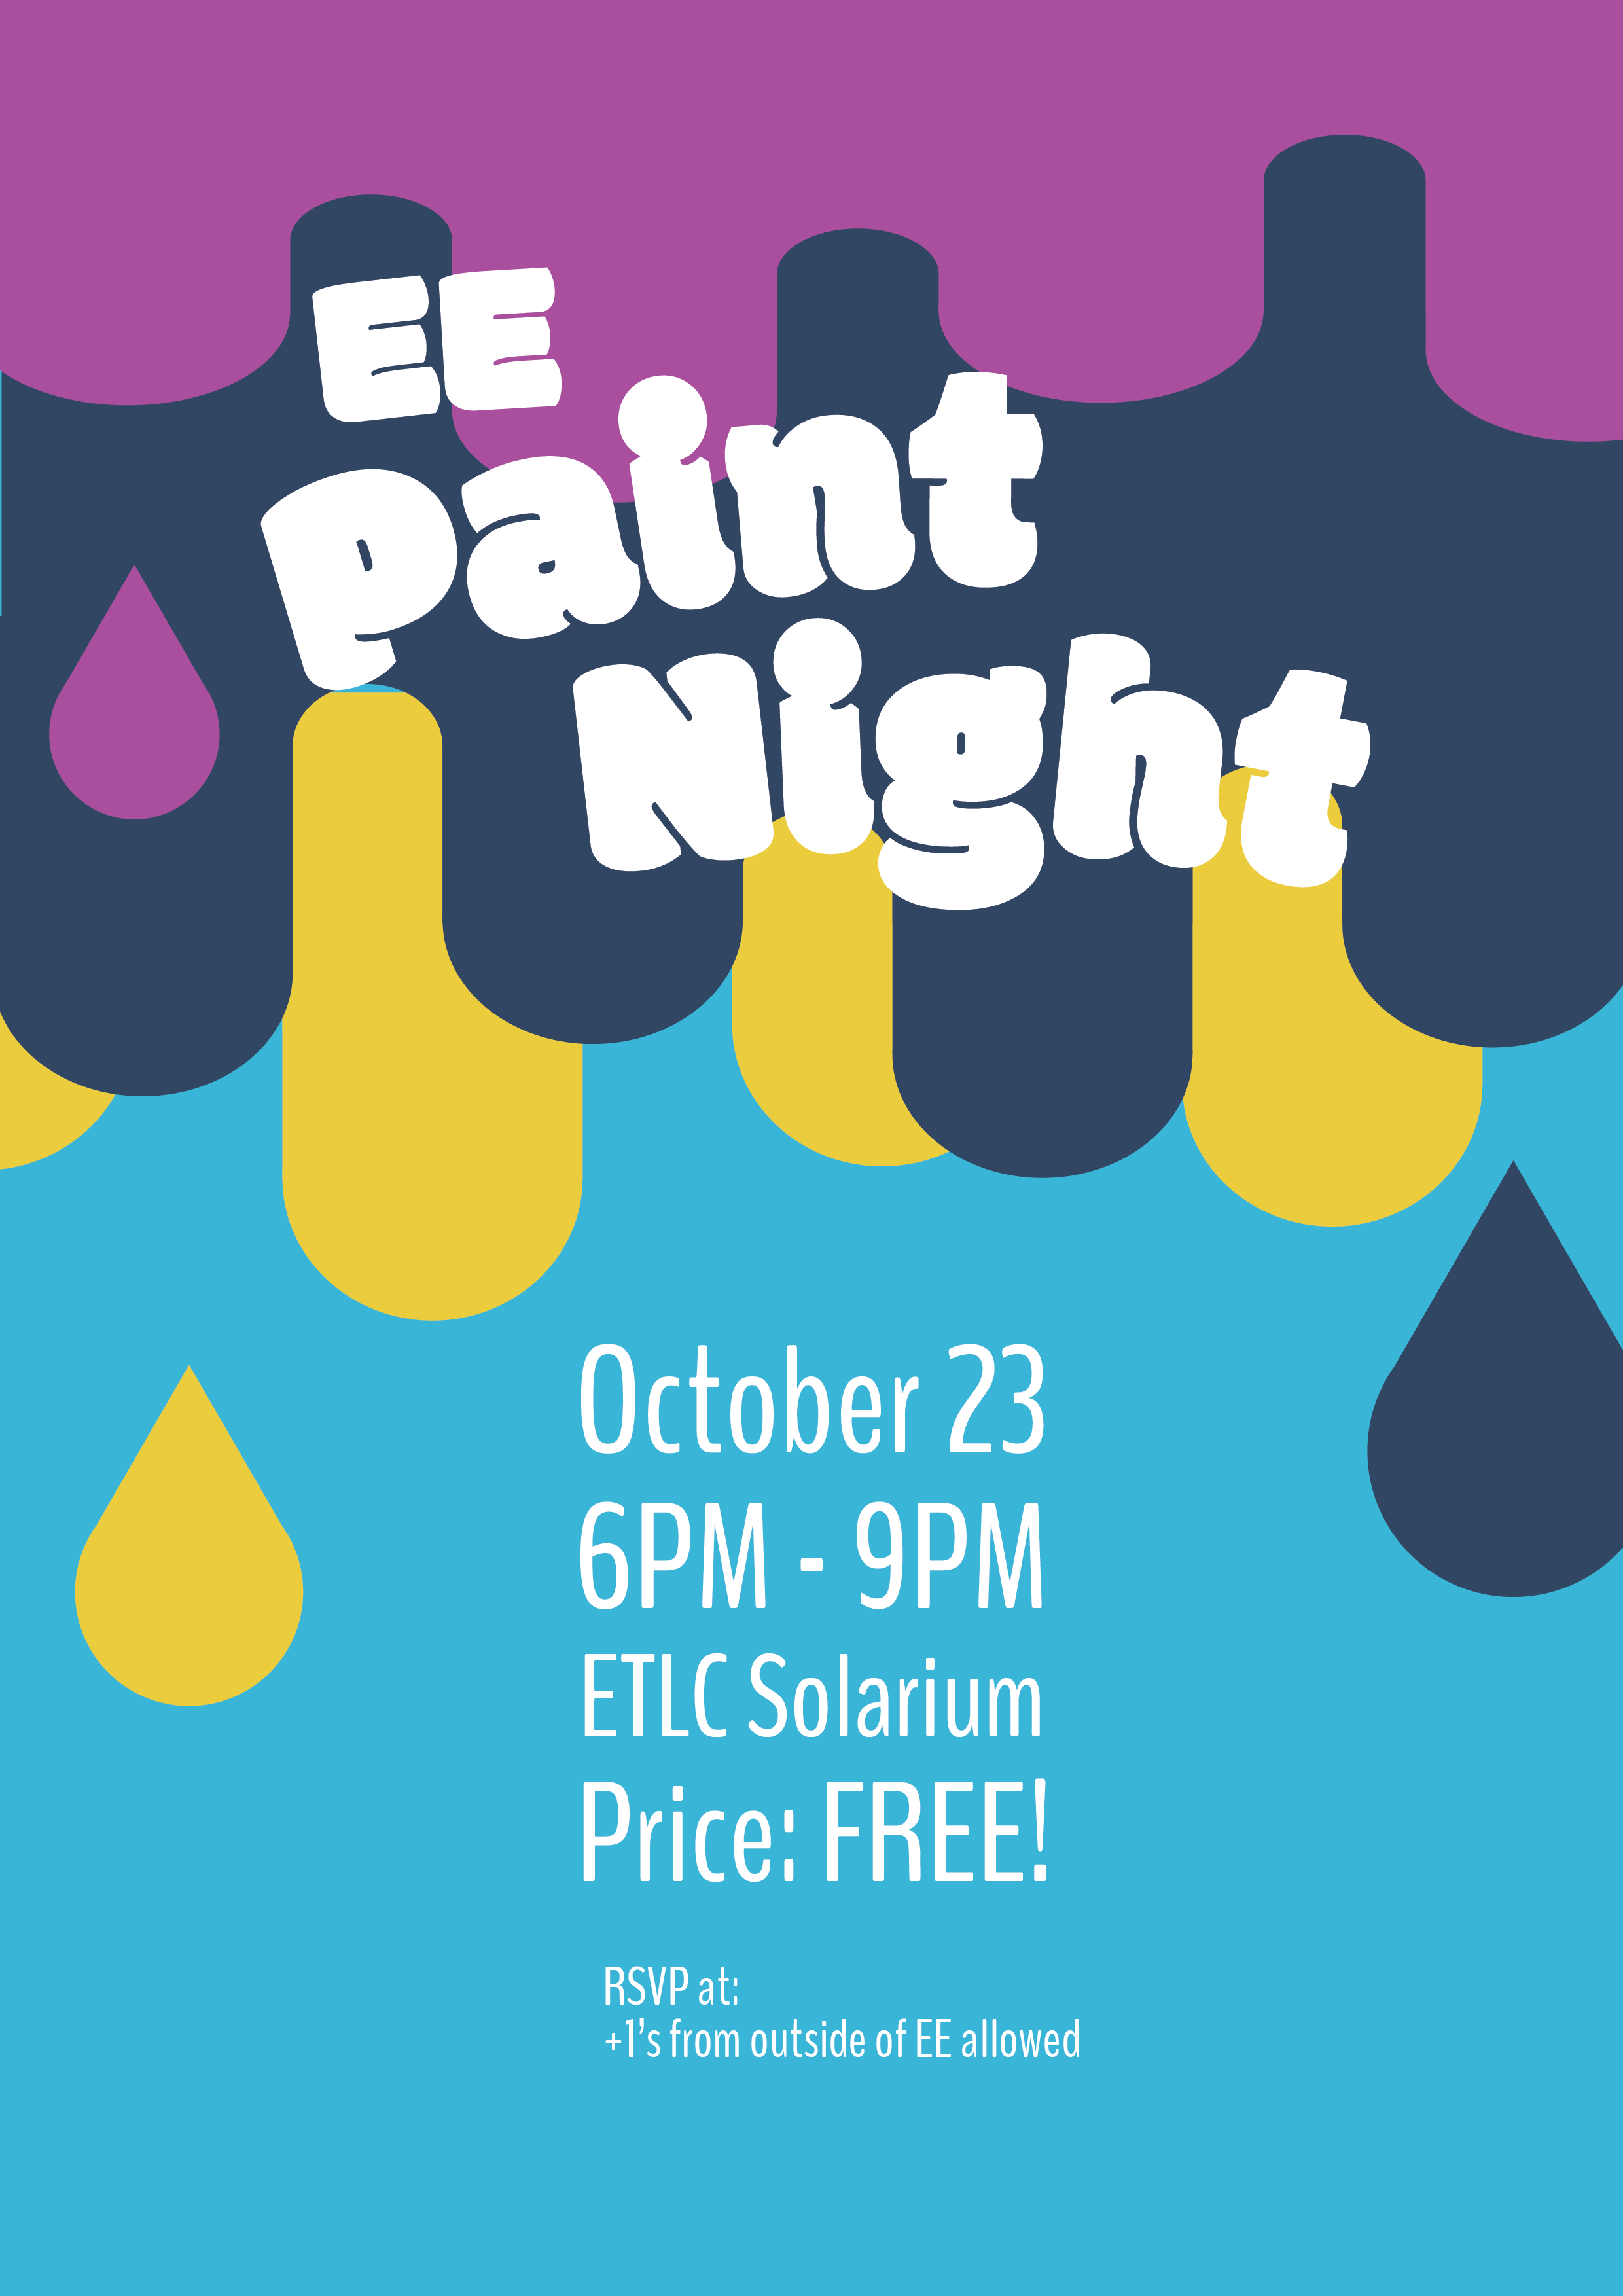 EE
Paint
Night
October 23
6PM - 9PM
ETLC Solarium
Price: FREE!
RSVP at:
+1's from outside of EE allowed